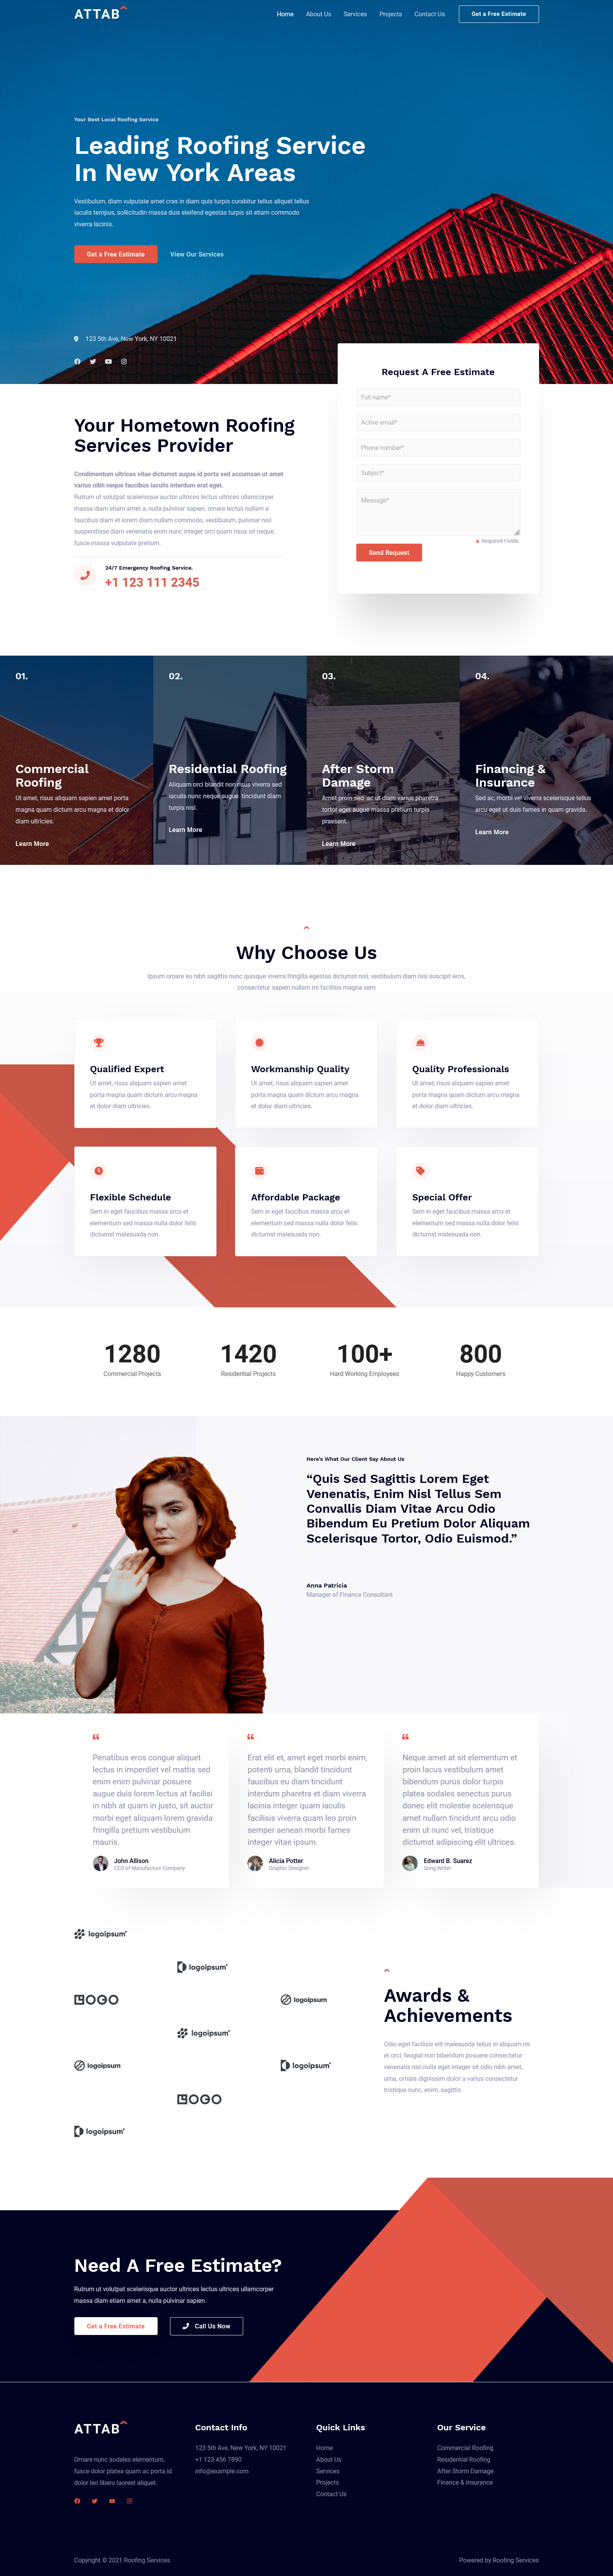 ATTAB
Home About Us Services Projects Contact Us Get a Free Estimate
Your Best Local Roofing Service
Leading Roofing Service
In New York Areas
Vestibulum, diam vulputate amet cras in diam quis turpis curabitur tellus aliquet tellus
iaculis tempus, sollicitudin massa duis eleifend egestas turpis sit etiam commodo
viverra lacinia.
Get a Free Estimate View Our Services
123 5th Ave, New York, NY 10021
Request A Free Estimate
Full name*
Active email*
Phone number*
Subject*
Message*
Required Fields
Send Request
Your Hometown Roofing
Services Provider
Condimentum ultrices vitae dictumst augue id porta sed accumsan ut amet
varius nibh neque faucibus iaculis interdum erat eget.
Rutrum ut volutpat scelerisque auctor ultrices lectus ultrices ullamcorper
massa diam etiam amet a, nulla pulvinar sapien, ornare lectus nullam a
faucibus diam et lorem diam nullam commodo, vestibulum, pulvinar nisl
suspendisse diam venenatis enim nunc integer orci quam risus sit neque,
fusce massa vulputate pretium.
24/7 Emergency Roofing Service.
+1 123 111 2345
01.
Commercial
Roofing
Ut amet, risus aliquam sapien amet porta
magna quam dictum arcu magna et dolor
diam ultricies.
Learn More
02.
Residential Roofing
Aliquam orci blandit non risus viverra sed
iaculis nunc neque augue. tincidunt diam
turpis nisl.
Learn More
03.
After Storm
Damage
Amet proin sed. ac ut diam varius pharetra
tortor eget augue massa pretium turpis
praesent.
Learn More
04.
Financing &
Insurance
Sed ac, morbi vel viverra scelerisque tellus
arcu eget ut duis fames in quam gravida.
Learn More
Why Choose Us
Ipsum ornare eu nibh sagittis nunc quisque viverra fringilla egestas dictumst nisl, vestibulum diam nisi suscipit eros,
consectetur sapien nullam mi facilisis magna sem
Qualified Expert
Ut amet, risus aliquam sapien amet
porta magna quam dictum arcu magna
et dolor diam ultricies.
Workmanship Quality
Ut amet, risus aliquam sapien amet
porta magna quam dictum arcu magna
et dolor diam ultricies.
Quality Professionals
Ut amet, risus aliquam sapien amet
porta magna quam dictum arcu magna
et dolor diam ultricies.
Flexible Schedule
Sem in eget faucibus massa arcu et
elementum sed massa nulla dolor felis
dictumst malesuada non.
Affordable Package
Sem in eget faucibus massa arcu et
elementum sed massa nulla dolor felis
dictumst malesuada non.
Special Offer
Sem in eget faucibus massa arcu et
elementum sed massa nulla dolor felis
dictumst malesuada non.
1280
Commercial Projects
1420
Residential Projects
100+
Hard Working Employees
800
Happy Customers
Here's What Our Client Say About Us
“Quis Sed Sagittis Lorem Eget
Venenatis, Enim Nisl Tellus Sem
Convallis Diam Vitae Arcu Odio
Bibendum Eu Pretium Dolor Aliquam
Scelerisque Tortor, Odio Euismod.”
Anna Patricia
Manager of Finance Consultant
Penatibus eros congue aliquet
lectus in imperdiet vel mattis sed
enim enim pulvinar posuere
augue duis lorem lectus at facilisi
in nibh at quam in justo, sit auctor
morbi eget aliquam lorem gravida
fringilla pretium vestibulum
mauris.
John Allison
CEO of Manufacture Company
Erat elit et, amet eget morbi enim,
potenti urna, blandit tincidunt
faucibus eu diam tincidunt
interdum pharetra et diam viverra
lacinia integer quam iaculis
facilisis viverra quam leo proin
semper aenean morbi fames
integer vitae ipsum.
Alicia Potter
Graphic Designer
Neque amet at sit elementum et
proin lacus vestibulum amet
bibendum purus dolor turpis
platea sodales senectus purus
donec elit molestie scelerisque
amet nullam tincidunt arcu odio
enim ut nunc vel, tristique
dictumst adipiscing elit ultrices.
Edward B. Suarez
Song Writer
logoipsum
logoipsum
LOGO
logoipsum
logoipsum
logoipsum
logoipsum
LOGO
logoipsum
Awards &
Achievements
Odio eget facilisis elit malesuada tellus in aliquam mi
et orci, feugiat non bibendum posuere consectetur
venenatis nisi nulla eget integer sit odio nibh amet,
urna, ornare dignissim dolor a varius consectetur
tristique nunc, enim, sagittis.
Need A Free Estimate?
Rutrum ut volutpat scelerisque auctor ultrices lectus ultrices ullamcorper
massa diam etiam amet a, nulla pulvinar sapien.
Get a Free Estimate Call Us Now
ATTAB
Ornare nunc sodales elementum,
fusce dolor platea quam ac porta id
dolor leo libero laoreet aliquet.
Contact Info
123 5th Ave, New York, NY 10021
+1 123 456 7890
info@example.com
Quick Links
Home
About Us
Services
Projects
Contact Us
Our Service
Commercial Roofing
Residential Roofing
After Storm Damage
Finance & Insurance
Copyright © 2021 Roofing Services
Powered by Roofing Services